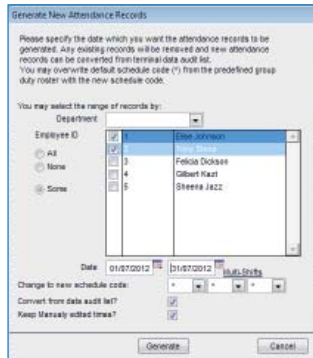 Generate New Attendance Records
Please specify the date which you want the attendance records to be
generated. Any existing records will be removed and new attendance
records can be converted from terminal data audit list.
You may overwrite default schedule code (*) from the predefined group
duty roster with the new schedule code.
You may select the range of records by:
Department
Employee ID
1 Elise Johnson
2
All
3 Felicia Dickson
None
4 Gilbert Kazt
Some
5 Sheena Jazz
Date 01/07/2012 31/07/2012 Multi-Shifts
Change to new schedule code: * * *
Convert from data audit list?
Keep Manualy edited times?
Generate Cancel